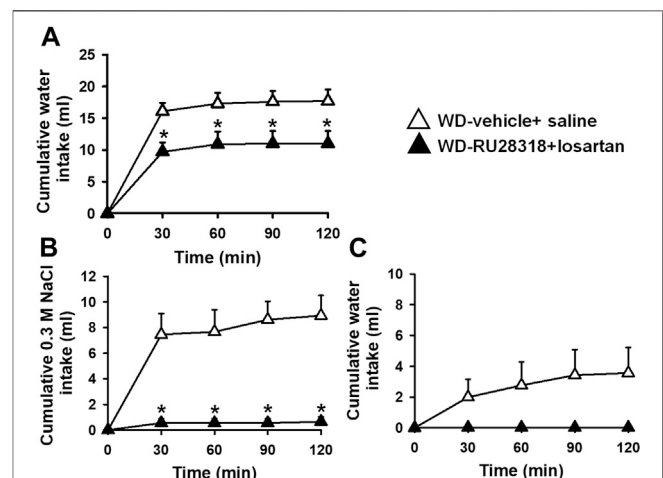 A
Cumulative water
intake (ml)
25
20
15
10
5
0
* * * *
0 30 60 90 120
Time (min)
WD-vehicle+ saline
WD-RU28318+losartan
B
Cumulative 0.3 M NaCl
intake (ml)
12
10
8
6
4
2
0
* * * *
0 30 60 90 120
Time (min)
C
Cumulative water
intake (ml)
10
8
6
4
2
0
0 30 60 90 120
Time (min)